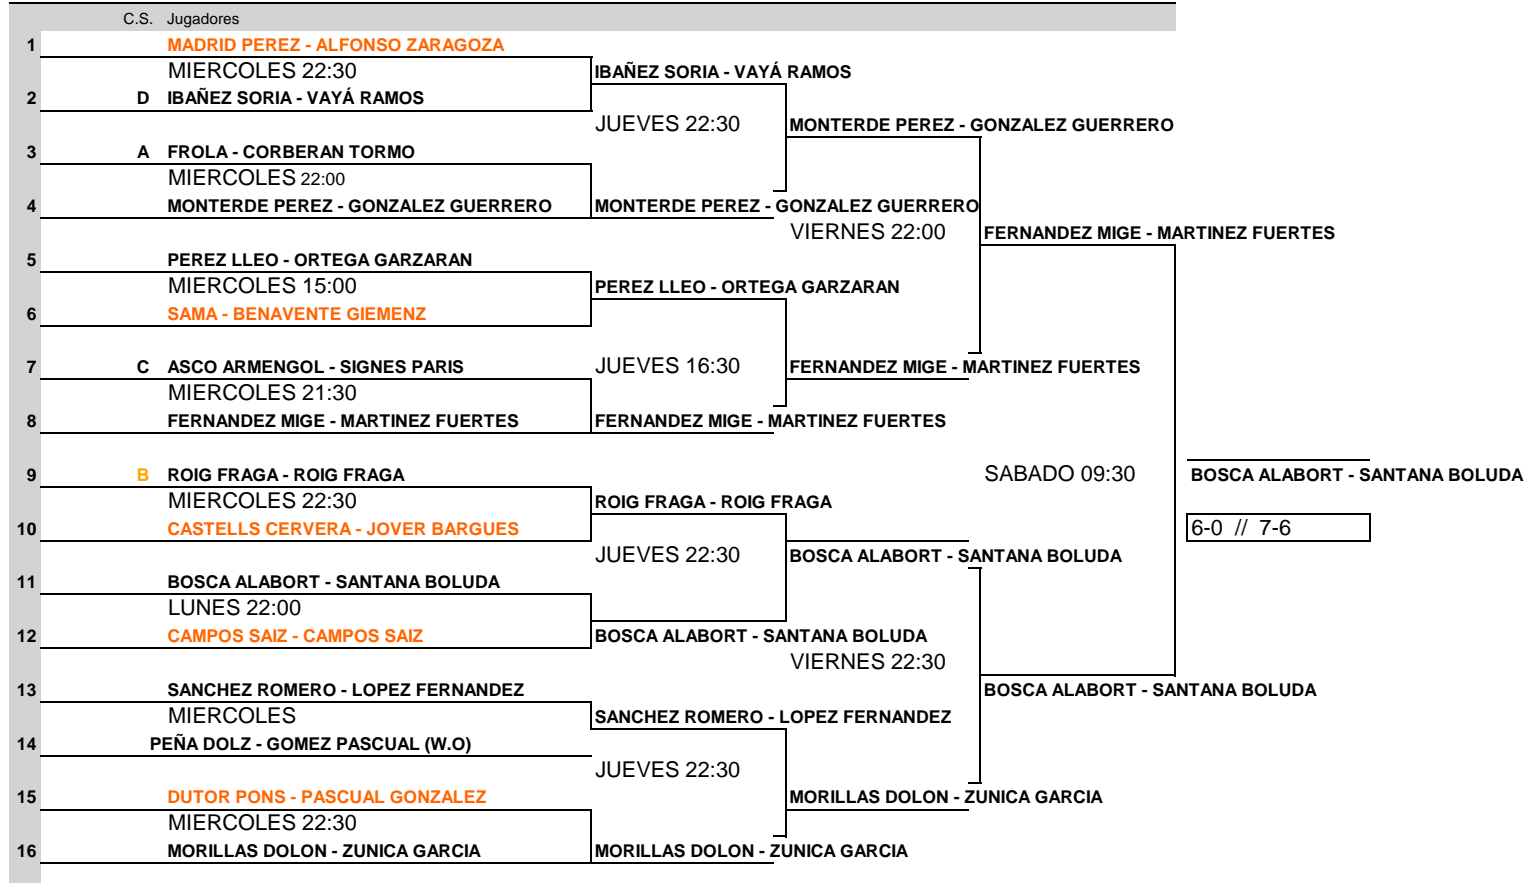 C.S. Jugadores
1 MADRID PEREZ - ALFONSO ZARAGOZA
MIERCOLES 22:30 IBAÑEZ SORIA - VAYÁ RAMOS
2 D IBAÑEZ SORIA - VAYÁ RAMOS
JUEVES 22:30 MONTERDE PEREZ - GONZALEZ GUERRERO
3 A FROLA - CORBERAN TORMO
MIERCOLES 22:00
4 MONTERDE PEREZ - GONZALEZ GUERRERO MONTERDE PEREZ - GONZALEZ GUERRERO
VIERNES 22:00 FERNANDEZ MIGE - MARTINEZ FUERTES
5 PEREZ LLEO - ORTEGA GARZARAN
MIERCOLES 15:00 PEREZ LLEO - ORTEGA GARZARAN
6 SAMA - BENAVENTE GIEMENZ
7 C ASCO ARMENGOL - SIGNES PARIS JUEVES 16:30 FERNANDEZ MIGE - MARTINEZ FUERTES
MIERCOLES 21:30
8 FERNANDEZ MIGE - MARTINEZ FUERTES FERNANDEZ MIGE - MARTINEZ FUERTES
9 B ROIG FRAGA - ROIG FRAGA SABADO 09:30 BOSCA ALABORT - SANTANA BOLUDA
MIERCOLES 22:30 ROIG FRAGA - ROIG FRAGA
10 CASTELLS CERVERA - JOVER BARGUES 6-0 // 7-6
JUEVES 22:30 BOSCA ALABORT - SANTANA BOLUDA
11 BOSCA ALABORT - SANTANA BOLUDA
LUNES 22:00
12 CAMPOS SAIZ - CAMPOS SAIZ BOSCA ALABORT - SANTANA BOLUDA
VIERNES 22:30
13 SANCHEZ ROMERO - LOPEZ FERNANDEZ BOSCA ALABORT - SANTANA BOLUDA
MIERCOLES SANCHEZ ROMERO - LOPEZ FERNANDEZ
14 PEÑA DOLZ - GOMEZ PASCUAL (W.O)
JUEVES 22:30
15 DUTOR PONS - PASCUAL GONZALEZ MORILLAS DOLON - ZUNICA GARCIA
MIERCOLES 22:30
16 MORILLAS DOLON - ZUNICA GARCIA MORILLAS DOLON - ZUNICA GARCIA